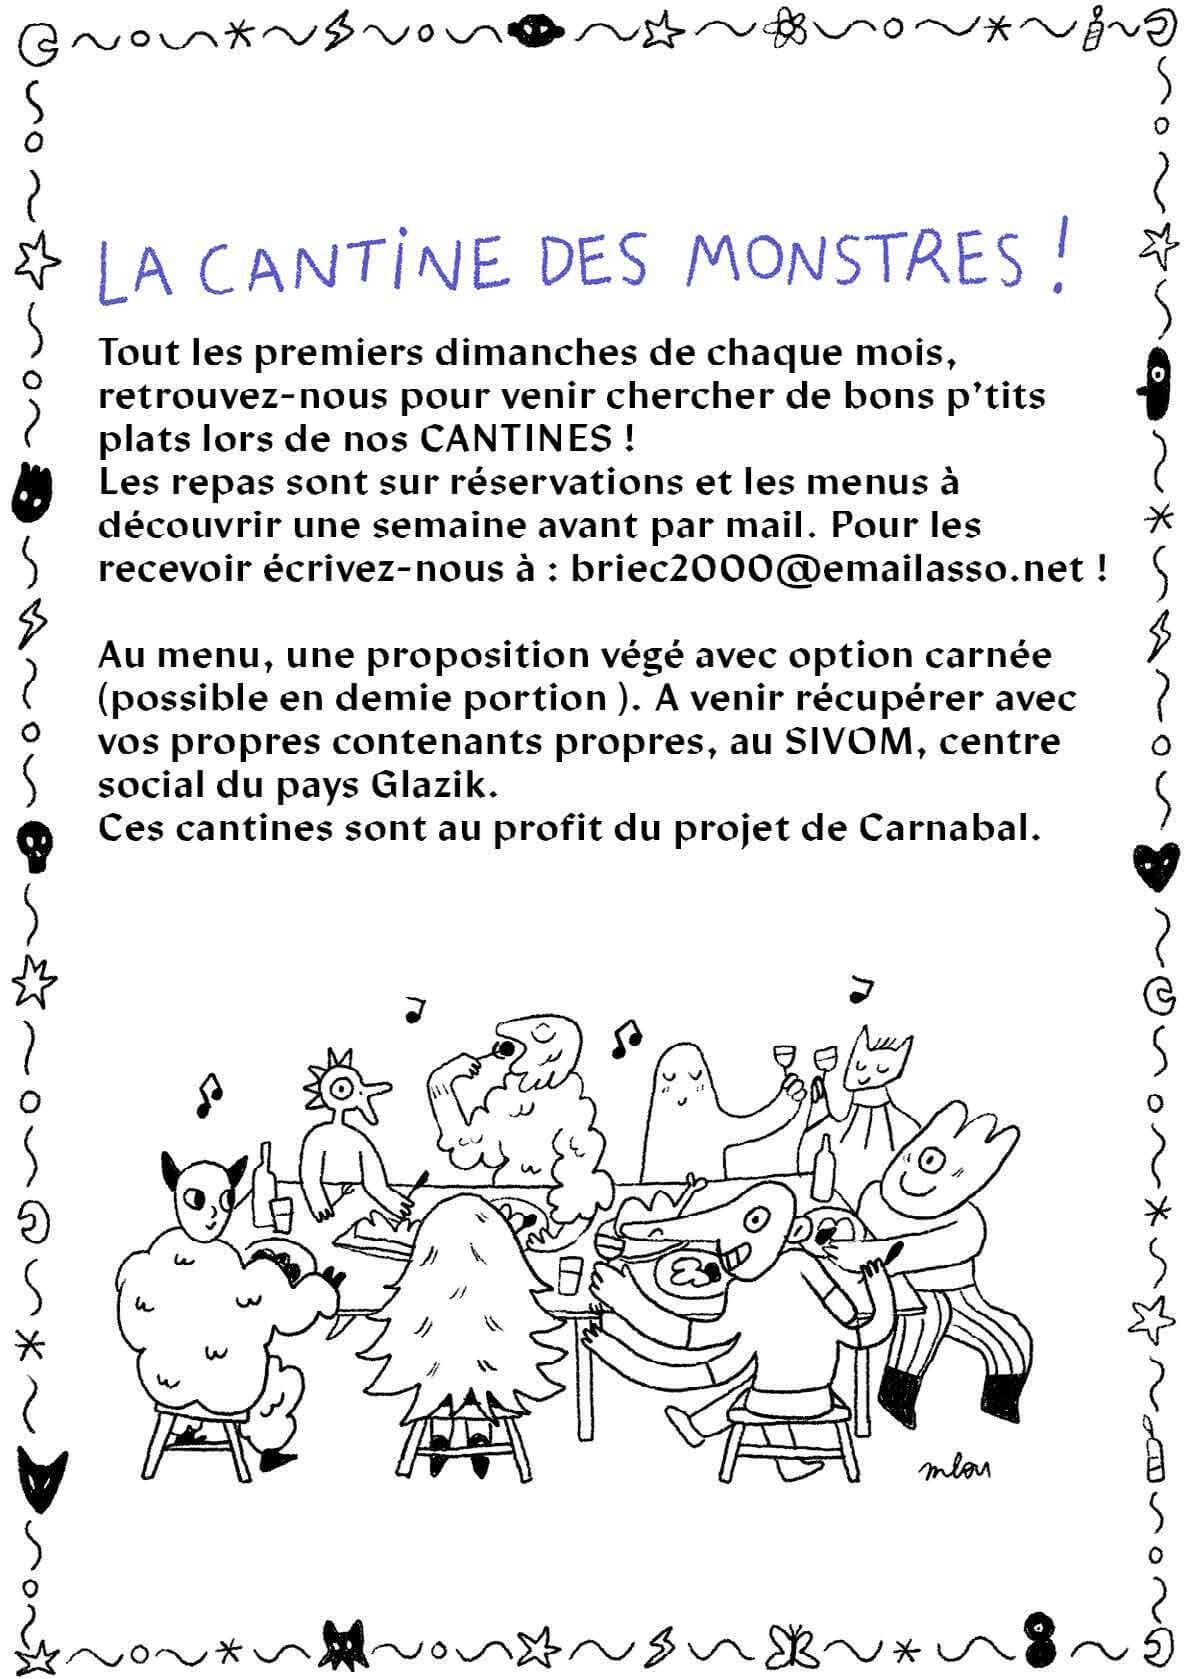 LA CANTINE DES MONSTRES !
Tout les premiers dimanches de chaque mois,
retrouvez-nous pour venir chercher de bons p'tits
plats lors de nos CANTINES !
Les repas sont sur réservations et les menus à
découvrir une semaine avant par mail. Pour les
recevoir écrivez-nous à : briec2000@emailasso.net !
Au menu, une proposition végé avec option carnée
(possible en demie portion ). A venir récupérer avec
vos propres contenants propres, au SIVOM, centre
social du pays Glazik.
Ces cantines sont au profit du projet de Carnabal.
mlou